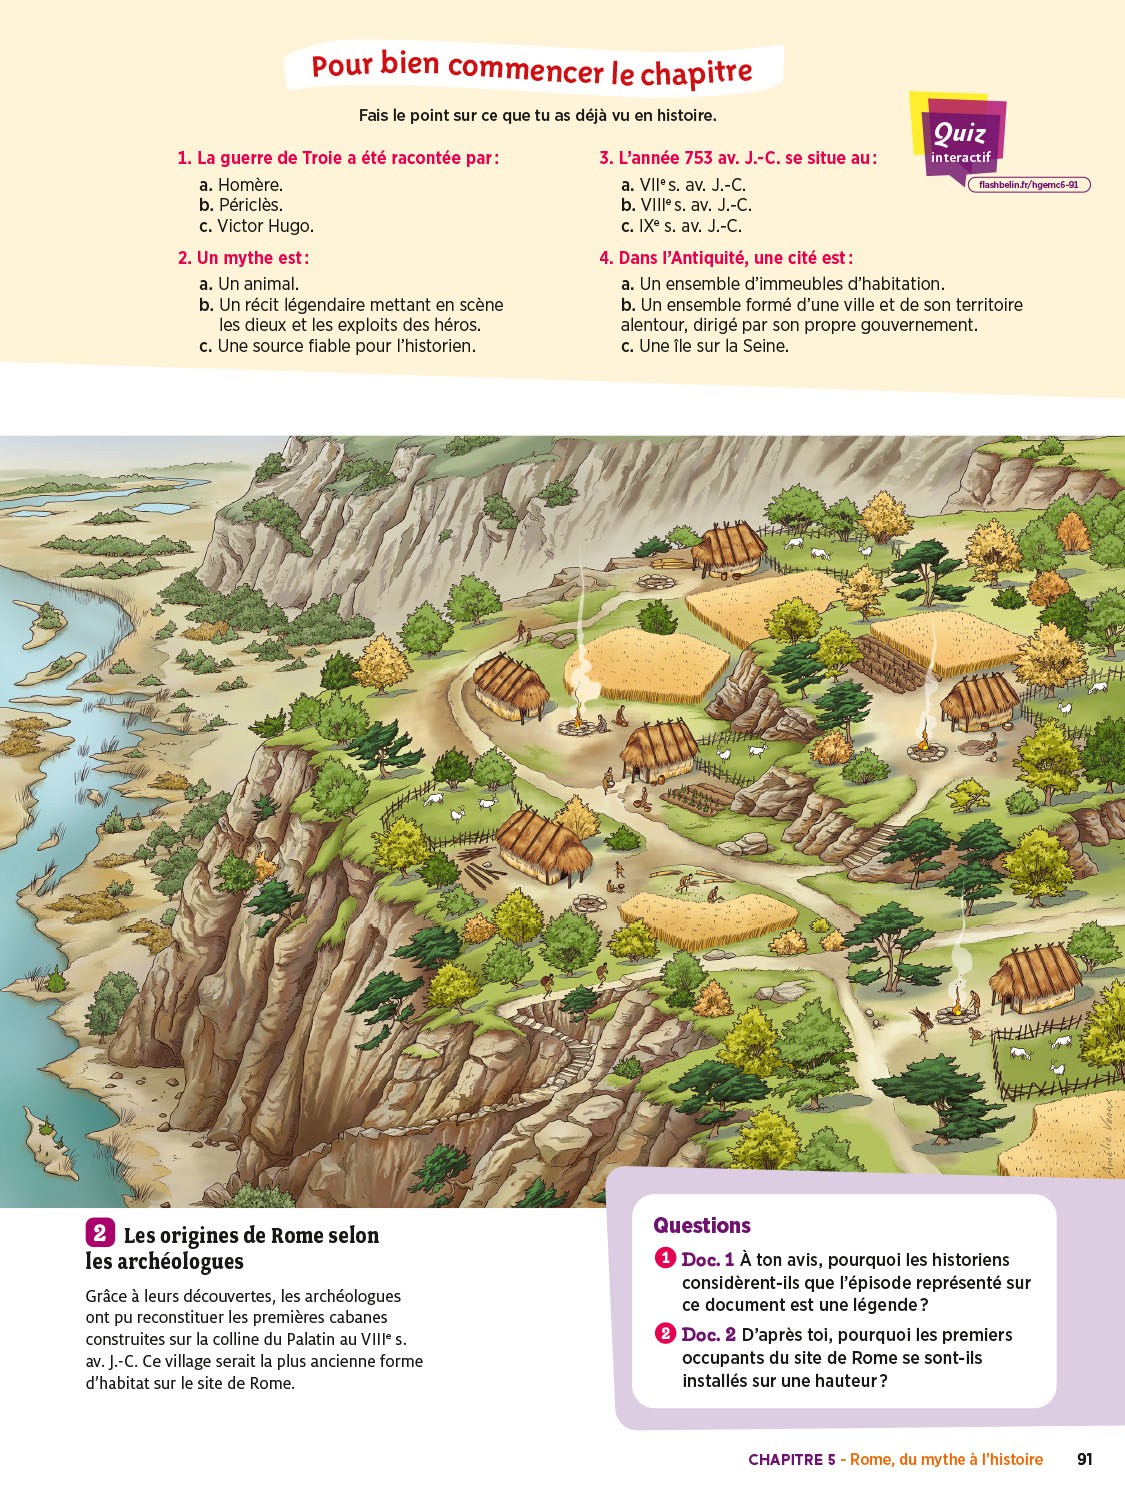 Pour bien commencer le chapitre
Fais le point sur ce que tu as déjà vu en histoire.
Quiz
interactif
flashbelin.fr/hgemc6-91
1. La guerre de Troie a été racontée par :
a. Homère.
b. Périclès.
c. Victor Hugo.
2. Un mythe est :
a. Un animal.
b. Un récit légendaire mettant en scène
les dieux et les exploits des héros.
c. Une source fiable pour l’historien.
3. L’année 753 av. J.-C. se situe au :
a. VIIe s. av. J.-C.
b. VIIIe s. av. J.-C.
c. IXe s. av. J.-C.
4. Dans l’Antiquité, une cité est :
a. Un ensemble d’immeubles d’habitation.
b. Un ensemble formé d’une ville et de son territoire
alentour, dirigé par son propre gouvernement.
c. Une île sur la Seine.
Amélie Veaux
2 Les origines de Rome selon
les archéologues
Grâce à leurs découvertes, les archéologues
ont pu reconstituer les premières cabanes
construites sur la colline du Palatin au VIIIe s.
av. J.-C. Ce village serait la plus ancienne forme
d’habitat sur le site de Rome.
Questions
1 Doc. 1 À ton avis, pourquoi les historiens
considèrent-ils que l’épisode représenté sur
ce document est une légende ?
2 Doc. 2 D’après toi, pourquoi les premiers
occupants du site de Rome se sont-ils
installés sur une hauteur ?
CHAPITRE 5 - Rome, du mythe à l’histoire 91